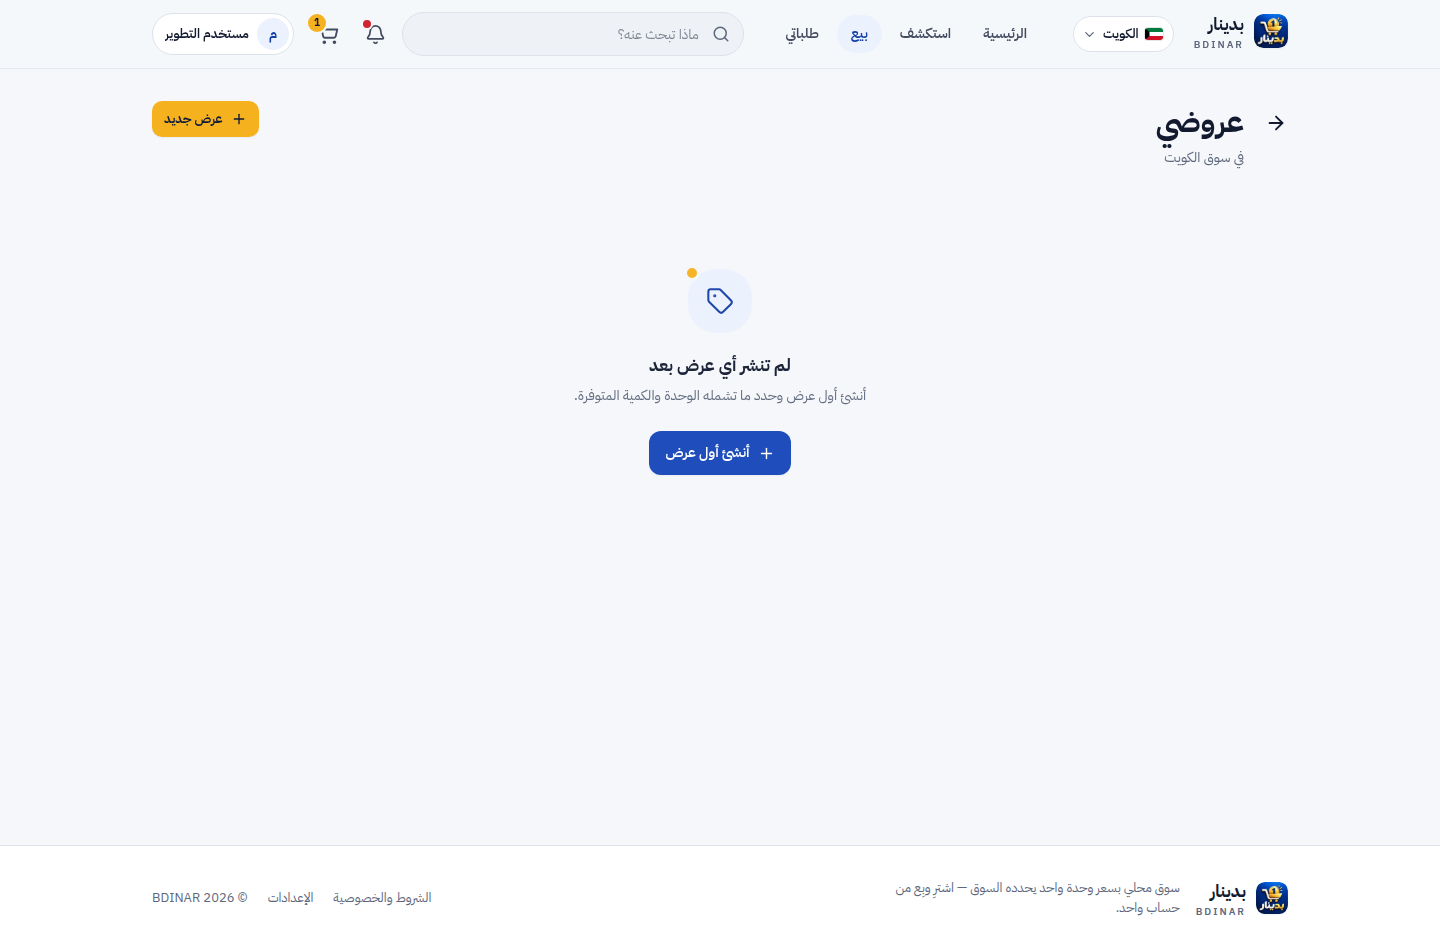 بدينار
BDINAR
الكويت
الرئيسية
استكشف
بيع
طلباتي
ماذا تبحث عنه؟
1
م
مستخدم التطوير
عروضي
في سوق الكويت
عرض جديد
لم تنشر أي عرض بعد
أنشئ أول عرض وحدد ما تشمله الوحدة والكمية المتوفرة.
أنشئ أول عرض
بدينار
BDINAR
سوق محلي بسعر وحدة واحد يحدده السوق — اشترِ وبِع من
حساب واحد.
الشروط والخصوصية
الإعدادات
© 2026 BDINAR